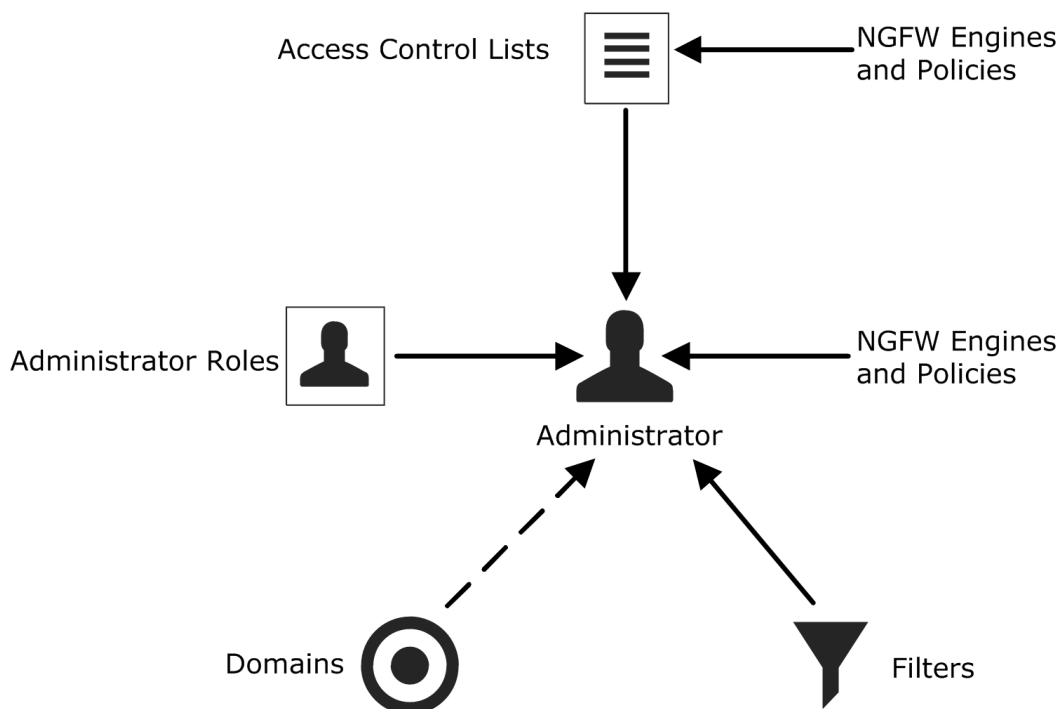 Access Control Lists
NGFW Engines
and Policies
Administrator Roles
NGFW Engines
and Policies
Administrator
Domains
Filters